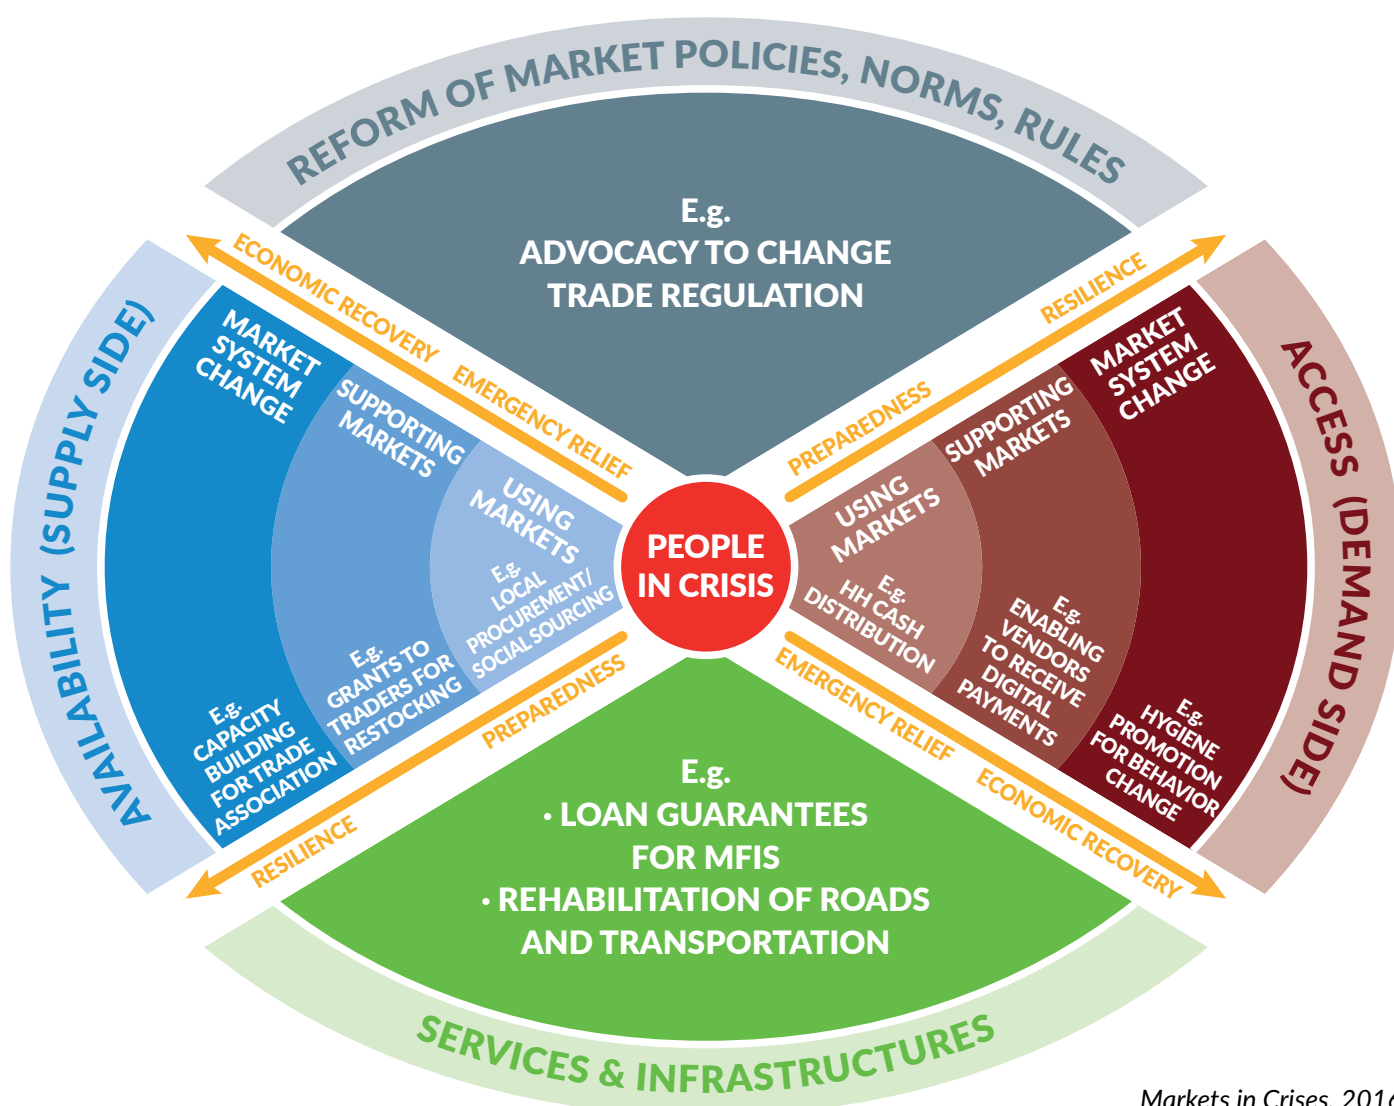 REFORM OF MARKET POLICIES, NORMS, RULES
E.g.
ADVOCACY TO CHANGE
TRADE REGULATION
ECONOMIC RECOVERY
EMERGENCY RELIEF
PREPAREDNESS
RESILIENCE
AVAILABILITY (SUPPLY SIDE)
MARKET
SYSTEM
CHANGE
E.g.
CAPACITY
BUILDING
FOR TRADE
ASSOCIATION
SUPPORTING
MARKETS
E.g.
GRANTS TO
TRADERS FOR
RESTOCKING
USING
MARKETS
E.g.
LOCAL
PROCUREMENT/
SOCIAL SOURCING
PEOPLE
IN CRISIS
USING
MARKETS
E.g.
HH CASH
DISTRIBUTION
SUPPORTING
MARKETS
E.g.
ENABLING
VENDORS
TO RECEIVE
DIGITAL
PAYMENTS
MARKET
SYSTEM
CHANGE
E.g.
HYGIENE
PROMOTION
FOR BEHAVIOR
CHANGE
ACCESS (DEMAND SIDE)
RESILIENCE
PREPAREDNESS
EMERGENCY RELIEF
ECONOMIC RECOVERY
E.g.
· LOAN GUARANTEES
FOR MFIS
· REHABILITATION OF ROADS
AND TRANSPORTATION
SERVICES & INFRASTRUCTURES
Markets in Crises, 2016